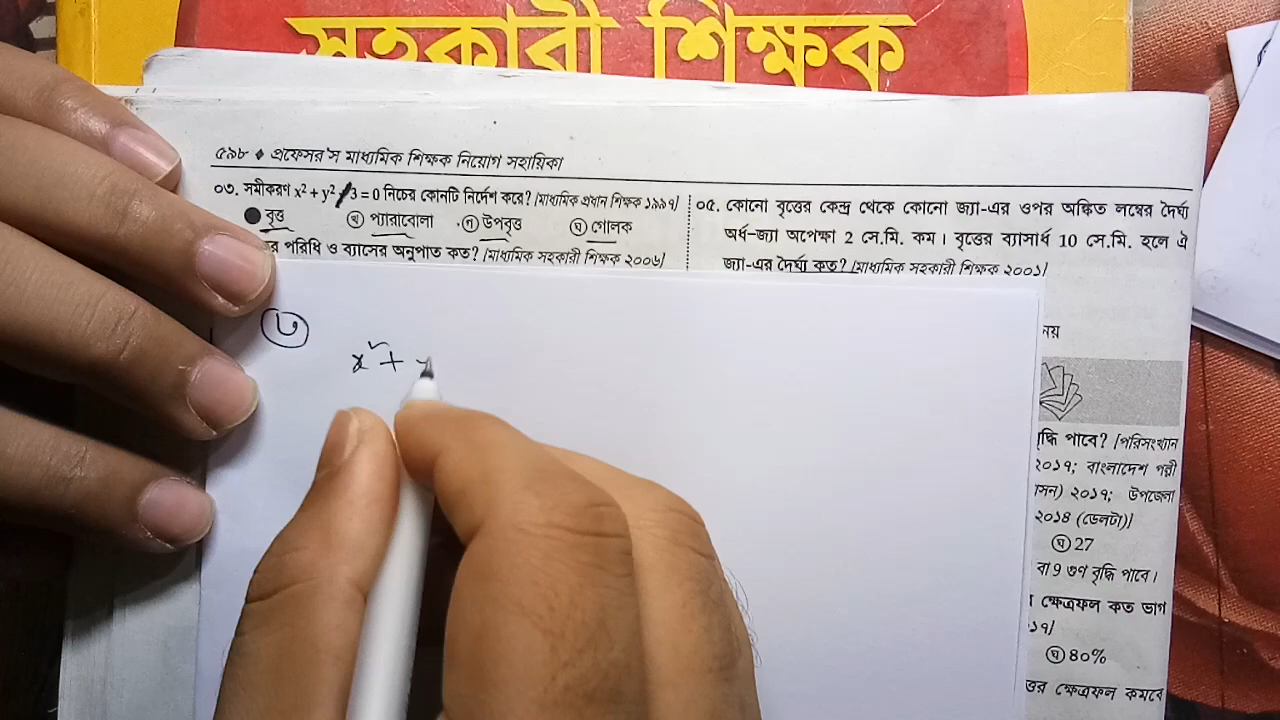 সহকারী শিক্ষক
৫৯৮ ♦ প্রফেসর'স মাধ্যমিক শিক্ষক নিয়োগ সহায়িকা
০৩. সমীকরণ x² + y² - 3 = 0 নিচের কোনটি নির্দেশ করে? [মাধ্যমিক প্রধান শিক্ষক ১৯৯৭]
বৃত্ত ⓐ প্যারাবোলা গ উপবৃত্ত ঘ গোলক
র পরিধি ও ব্যাসের অনুপাত কত? [মাধ্যমিক সহকারী শিক্ষক ২০০৬]
০৫. কোনো বৃত্তের কেন্দ্র থেকে কোনো জ্যা-এর ওপর অঙ্কিত লম্বের দৈর্ঘ্য
অর্ধ-জ্যা অপেক্ষা 2 সে.মি. কম। বৃত্তের ব্যাসার্ধ 10 সে.মি. হলে ঐ
জ্যা-এর দৈর্ঘ্য কত? [মাধ্যমিক সহকারী শিক্ষক ২০০১]
৩
x² + y
নয়
দ্ধি পাবে? [পরিসংখ্যান
২০১৭; বাংলাদেশ পল্লী
২০১৭; উপজেলা
২০১৪ (ডেলটা)]
ঘ 27
বা 9 গুণ বৃদ্ধি পাবে।
ক্ষেত্রফল কত ভাগ
১৭]
ঘ 80%
ত্তের ক্ষেত্রফল কমবে